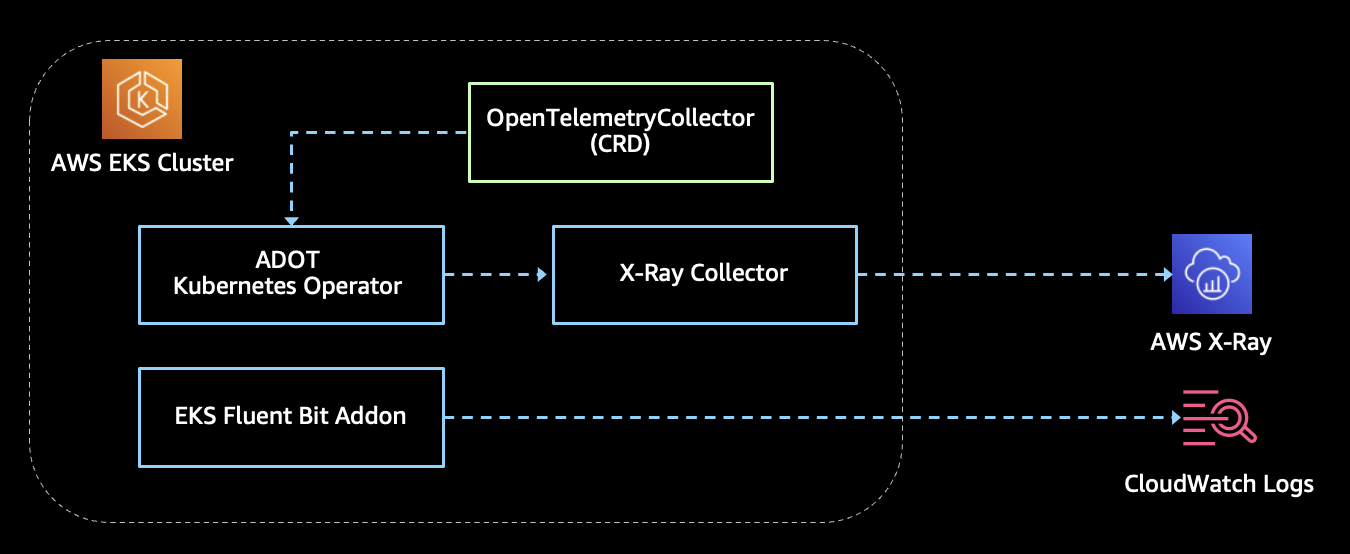 AWS EKS Cluster
OpenTelemetryCollector
(CRD)
ADOT
Kubernetes Operator
X-Ray Collector
AWS X-Ray
EKS Fluent Bit Addon
CloudWatch Logs